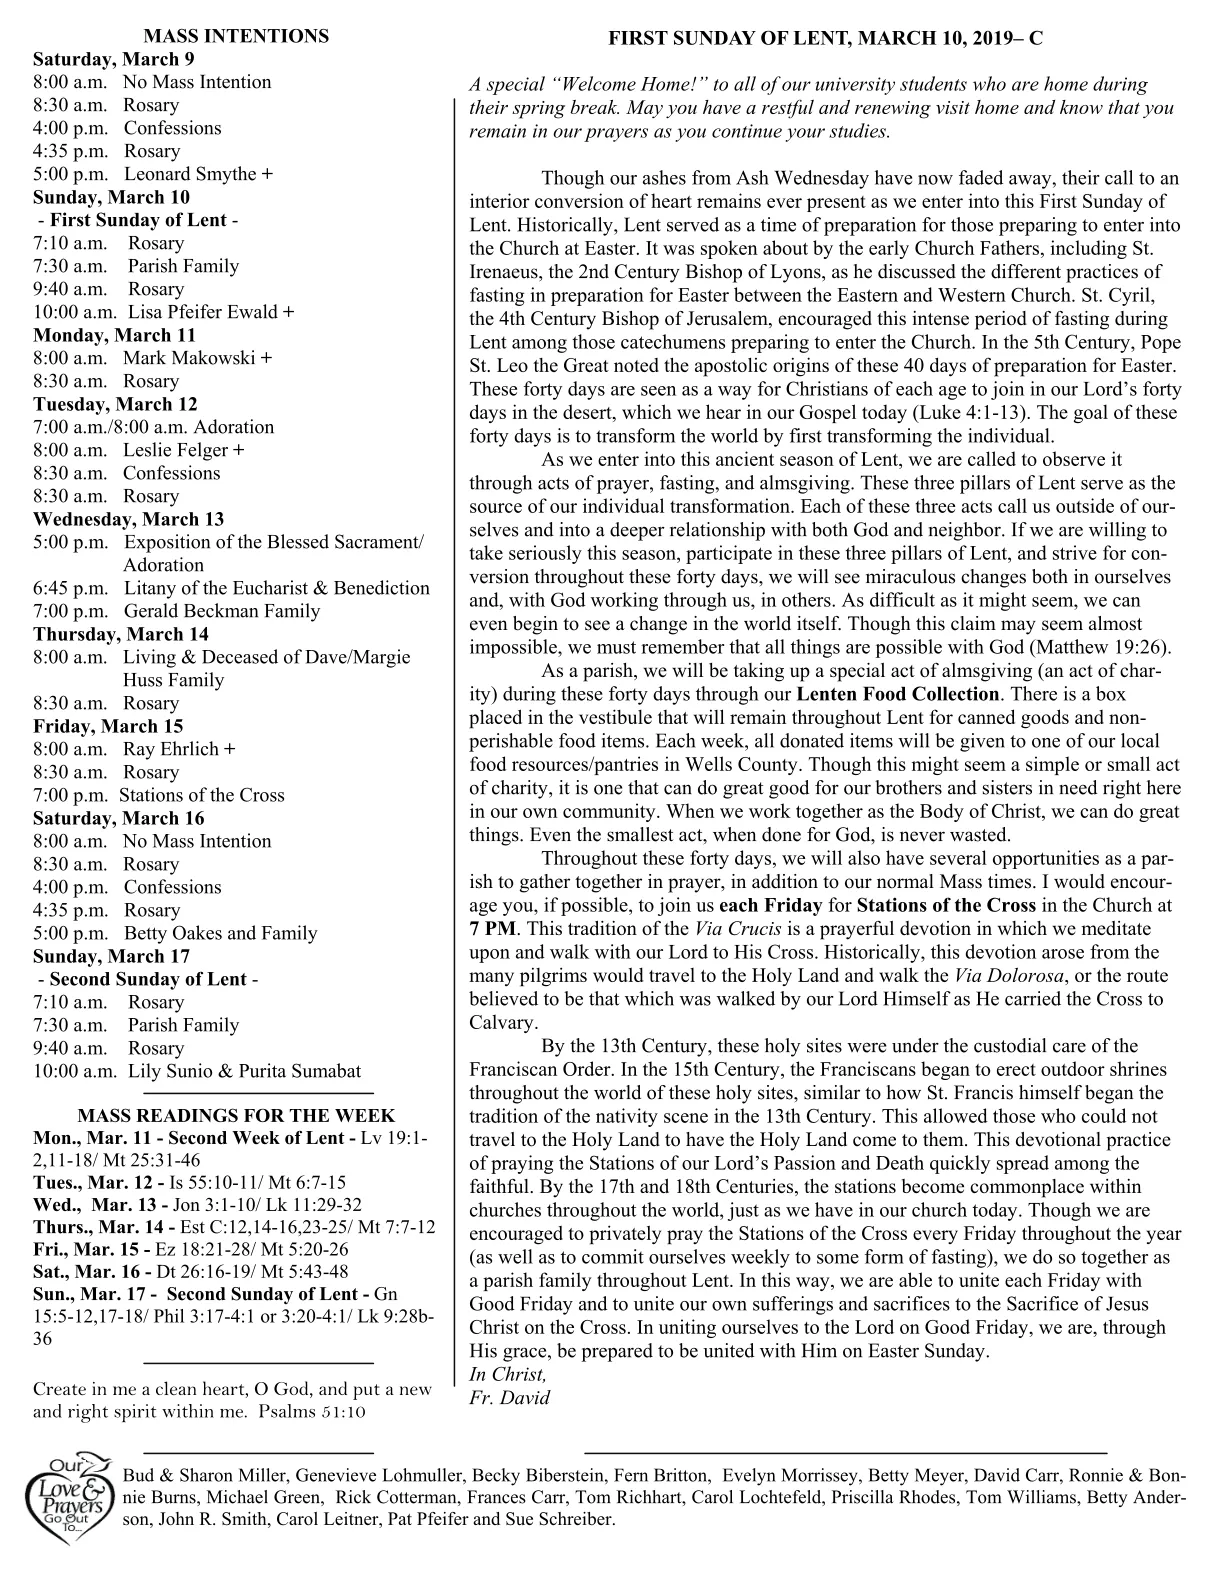 MASS INTENTIONS
Saturday, March 9
8:00 a.m. No Mass Intention
8:30 a.m. Rosary
4:00 p.m. Confessions
4:35 p.m. Rosary
5:00 p.m. Leonard Smythe +
Sunday, March 10
- First Sunday of Lent -
7:10 a.m. Rosary
7:30 a.m. Parish Family
9:40 a.m. Rosary
10:00 a.m. Lisa Pfeifer Ewald +
Monday, March 11
8:00 a.m. Mark Makowski +
8:30 a.m. Rosary
Tuesday, March 12
7:00 a.m./8:00 a.m. Adoration
8:00 a.m. Leslie Felger +
8:30 a.m. Confessions
8:30 a.m. Rosary
Wednesday, March 13
5:00 p.m. Exposition of the Blessed Sacrament/
Adoration
6:45 p.m. Litany of the Eucharist & Benediction
7:00 p.m. Gerald Beckman Family
Thursday, March 14
8:00 a.m. Living & Deceased of Dave/Margie
Huss Family
8:30 a.m. Rosary
Friday, March 15
8:00 a.m. Ray Ehrlich +
8:30 a.m. Rosary
7:00 p.m. Stations of the Cross
Saturday, March 16
8:00 a.m. No Mass Intention
8:30 a.m. Rosary
4:00 p.m. Confessions
4:35 p.m. Rosary
5:00 p.m. Betty Oakes and Family
Sunday, March 17
- Second Sunday of Lent -
7:10 a.m. Rosary
7:30 a.m. Parish Family
9:40 a.m. Rosary
10:00 a.m. Lily Sunio & Purita Sumabat
MASS READINGS FOR THE WEEK
Mon., Mar. 11 - Second Week of Lent - Lv 19:1-
2,11-18/ Mt 25:31-46
Tues., Mar. 12 - Is 55:10-11/ Mt 6:7-15
Wed., Mar. 13 - Jon 3:1-10/ Lk 11:29-32
Thurs., Mar. 14 - Est C:12,14-16,23-25/ Mt 7:7-12
Fri., Mar. 15 - Ez 18:21-28/ Mt 5:20-26
Sat., Mar. 16 - Dt 26:16-19/ Mt 5:43-48
Sun., Mar. 17 - Second Sunday of Lent - Gn
15:5-12,17-18/ Phil 3:17-4:1 or 3:20-4:1/ Lk 9:28b-
36
Create in me a clean heart, O God, and put a new
and right spirit within me. Psalms 51:10
FIRST SUNDAY OF LENT, MARCH 10, 2019– C
A special “Welcome Home!” to all of our university students who are home during
their spring break. May you have a restful and renewing visit home and know that you
remain in our prayers as you continue your studies.
Though our ashes from Ash Wednesday have now faded away, their call to an
interior conversion of heart remains ever present as we enter into this First Sunday of
Lent. Historically, Lent served as a time of preparation for those preparing to enter into
the Church at Easter. It was spoken about by the early Church Fathers, including St.
Irenaeus, the 2nd Century Bishop of Lyons, as he discussed the different practices of
fasting in preparation for Easter between the Eastern and Western Church. St. Cyril,
the 4th Century Bishop of Jerusalem, encouraged this intense period of fasting during
Lent among those catechumens preparing to enter the Church. In the 5th Century, Pope
St. Leo the Great noted the apostolic origins of these 40 days of preparation for Easter.
These forty days are seen as a way for Christians of each age to join in our Lord’s forty
days in the desert, which we hear in our Gospel today (Luke 4:1-13). The goal of these
forty days is to transform the world by first transforming the individual.
As we enter into this ancient season of Lent, we are called to observe it
through acts of prayer, fasting, and almsgiving. These three pillars of Lent serve as the
source of our individual transformation. Each of these three acts call us outside of our-
selves and into a deeper relationship with both God and neighbor. If we are willing to
take seriously this season, participate in these three pillars of Lent, and strive for con-
version throughout these forty days, we will see miraculous changes both in ourselves
and, with God working through us, in others. As difficult as it might seem, we can
even begin to see a change in the world itself. Though this claim may seem almost
impossible, we must remember that all things are possible with God (Matthew 19:26).
As a parish, we will be taking up a special act of almsgiving (an act of char-
ity) during these forty days through our Lenten Food Collection. There is a box
placed in the vestibule that will remain throughout Lent for canned goods and non-
perishable food items. Each week, all donated items will be given to one of our local
food resources/pantries in Wells County. Though this might seem a simple or small act
of charity, it is one that can do great good for our brothers and sisters in need right here
in our own community. When we work together as the Body of Christ, we can do great
things. Even the smallest act, when done for God, is never wasted.
Throughout these forty days, we will also have several opportunities as a par-
ish to gather together in prayer, in addition to our normal Mass times. I would encour-
age you, if possible, to join us each Friday for Stations of the Cross in the Church at
7 PM. This tradition of the Via Crucis is a prayerful devotion in which we meditate
upon and walk with our Lord to His Cross. Historically, this devotion arose from the
many pilgrims would travel to the Holy Land and walk the Via Dolorosa, or the route
believed to be that which was walked by our Lord Himself as He carried the Cross to
Calvary.
By the 13th Century, these holy sites were under the custodial care of the
Franciscan Order. In the 15th Century, the Franciscans began to erect outdoor shrines
throughout the world of these holy sites, similar to how St. Francis himself began the
tradition of the nativity scene in the 13th Century. This allowed those who could not
travel to the Holy Land to have the Holy Land come to them. This devotional practice
of praying the Stations of our Lord’s Passion and Death quickly spread among the
faithful. By the 17th and 18th Centuries, the stations become commonplace within
churches throughout the world, just as we have in our church today. Though we are
encouraged to privately pray the Stations of the Cross every Friday throughout the year
(as well as to commit ourselves weekly to some form of fasting), we do so together as
a parish family throughout Lent. In this way, we are able to unite each Friday with
Good Friday and to unite our own sufferings and sacrifices to the Sacrifice of Jesus
Christ on the Cross. In uniting ourselves to the Lord on Good Friday, we are, through
His grace, be prepared to be united with Him on Easter Sunday.
In Christ,
Fr. David
Our
Love &
Prayers
Go Out
To...
Bud & Sharon Miller, Genevieve Lohmuller, Becky Biberstein, Fern Britton, Evelyn Morrissey, Betty Meyer, David Carr, Ronnie & Bon-
nie Burns, Michael Green, Rick Cotterman, Frances Carr, Tom Richhart, Carol Lochtefeld, Priscilla Rhodes, Tom Williams, Betty Ander-
son, John R. Smith, Carol Leitner, Pat Pfeifer and Sue Schreiber.